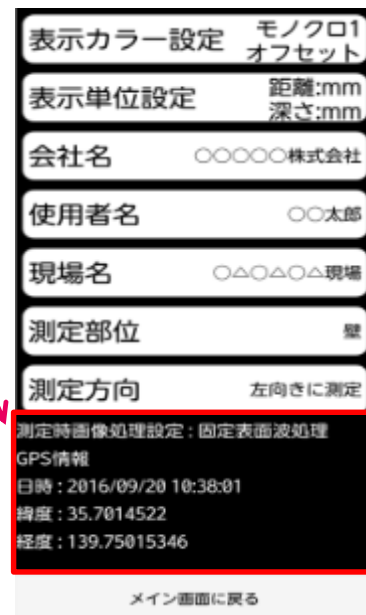 表示カラー設定 モノクロ1
オフセット
表示単位設定 距離:mm
深さ:mm
会社名 ○○○○○株式会社
使用者名 ○○太郎
現場名 ○△○△○△現場
測定部位 壁
測定方向 左向きに測定
測定時画像処理設定:固定表面波処理
GPS情報
日時:2016/09/20 10:38:01
緯度:35.7014522
経度:139.75015346
メイン画面に戻る